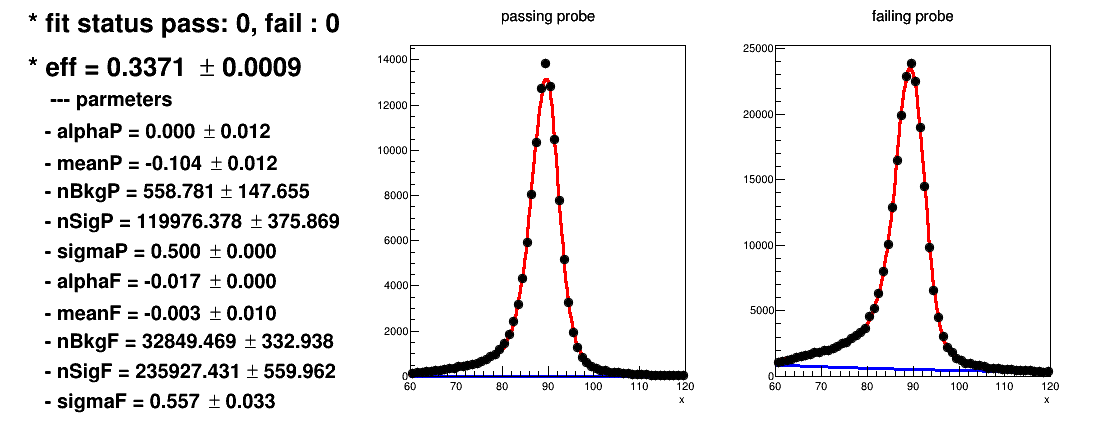 * fit status pass: 0, fail : 0
* eff = 0.3371 ± 0.0009
--- parmeters
- alphaP = 0.000 ± 0.012
- meanP = -0.104 ± 0.012
- nBkgP = 558.781 ± 147.655
- nSigP = 119976.378 ± 375.869
- sigmaP = 0.500 ± 0.000
- alphaF = -0.017 ± 0.000
- meanF = -0.003 ± 0.010
- nBkgF = 32849.469 ± 332.938
- nSigF = 235927.431 ± 559.962
- sigmaF = 0.557 ± 0.033
passing probe
14000
12000
10000
8000
6000
4000
2000
0
60 70 80 90 100 110 120
x
failing probe
25000
20000
15000
10000
5000
0
60 70 80 90 100 110 120
x